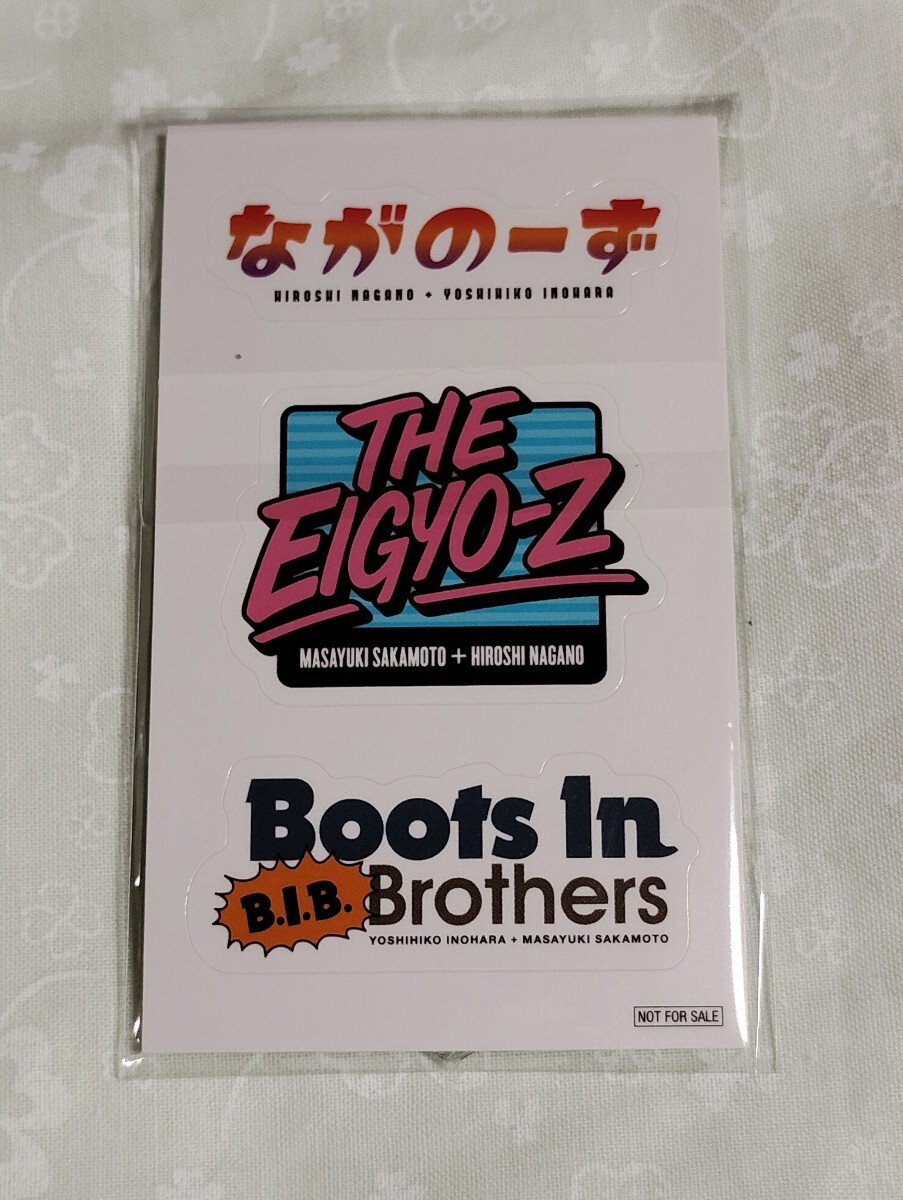 ながのーず
HIROSHI NAGANO + YOSHIHIKO INOHARA
THE
EIGYO-Z
MASAYUKI SAKAMOTO + HIROSHI NAGANO
Boots In
B.I.B. Brothers
YOSHIHIKO INOHARA + MASAYUKI SAKAMOTO
NOT FOR SALE